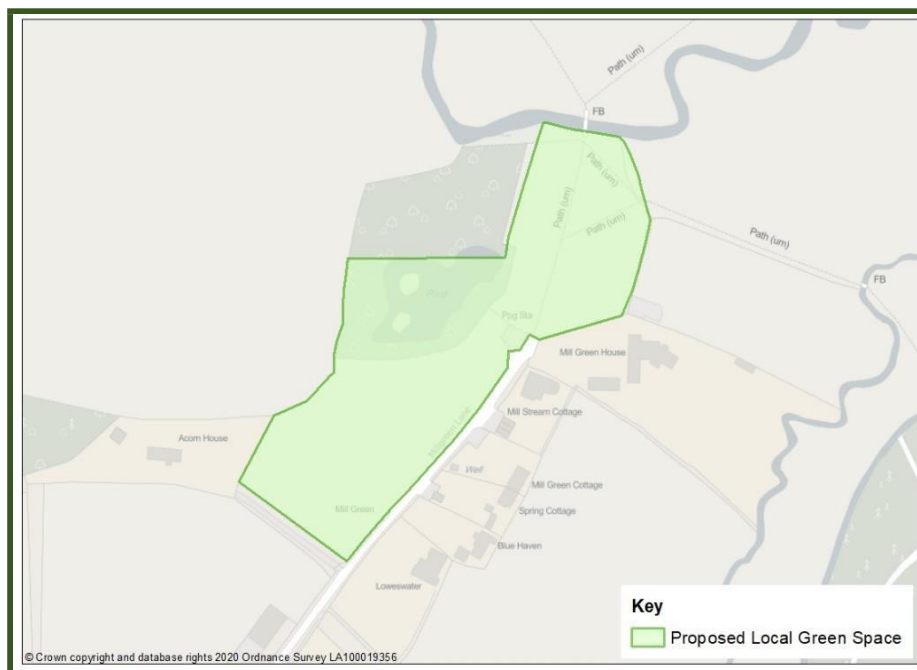 Path (um)
FB
Path (um)
Path (um)
Path (um)
Path (um)
FB
Pond
Ppg Sta
Mill Green House
Mill Stream Cottage
Millgreen Lane
Acorn House
Well
Mill Green Cottage
Mill Green
Spring Cottage
Blue Haven
Loweswater
Key
Proposed Local Green Space
© Crown copyright and database rights 2020 Ordnance Survey LA100019356